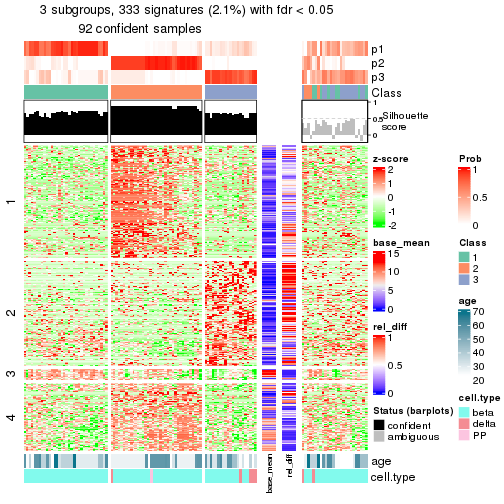 3 subgroups, 333 signatures (2.1%) with fdr < 0.05
92 confident samples
p1
p2
p3
Class
1
0.5
0
Silhouette
score
1
2
3
4
age
cell.type
base_mean
rel_diff
z-score
2
1
0
-1
-2
base_mean
15
10
5
0
rel_diff
1
0.5
0
Status (barplots)
confident
ambiguous
Prob
1
0.5
0
Class
1
2
3
age
70
60
50
40
30
20
cell.type
beta
delta
PP